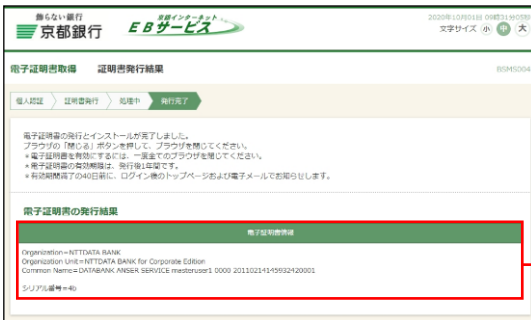 飾らない銀行
京都銀行
京銀インターネット
EBサービス
2020年10月01日 09時31分05秒
文字サイズ 小 中 大
電子証明書取得 証明書発行結果
BSMS004
個人認証 証明書発行 処理中 発行完了
電子証明書の発行とインストールが完了しました。
ブラウザの「閉じる」ボタンを押して、ブラウザを閉じてください。
*電子証明書を有効にするには、一度全てのブラウザを閉じてください。
*電子証明書の有効期限は、発行後1年間です。
*有効期間満了の40日前に、ログイン後のトップページおよび電子メールでお知らせします。
電子証明書の発行結果
電子証明書情報
Organization=NTTDATA BANK
Organization Unit=NTTDATA BANK for Corporate Edition
Common Name=DATABANK ANSER SERVICE masteruser1 0000 20110214145932420001
シリアル番号=4b